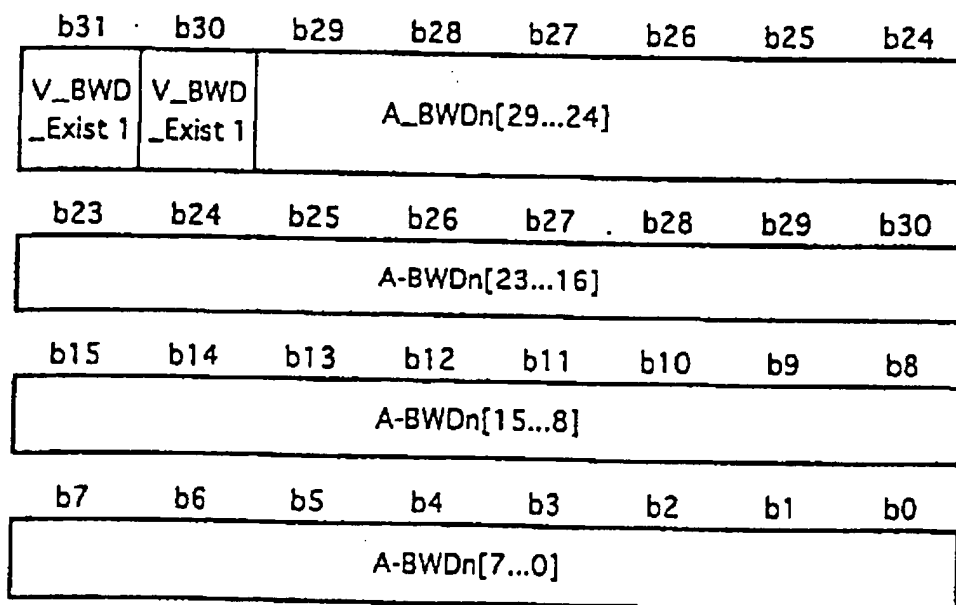 b31 b30 b29 b28 b27 b26 b25 b24
V_BWD V_BWD
_Exist 1 _Exist 1
A_BWDn[29...24]
b23 b24 b25 b26 b27 b28 b29 b30
A-BWDn[23...16]
b15 b14 b13 b12 b11 b10 b9 b8
A-BWDn[15...8]
b7 b6 b5 b4 b3 b2 b1 b0
A-BWDn[7...0]